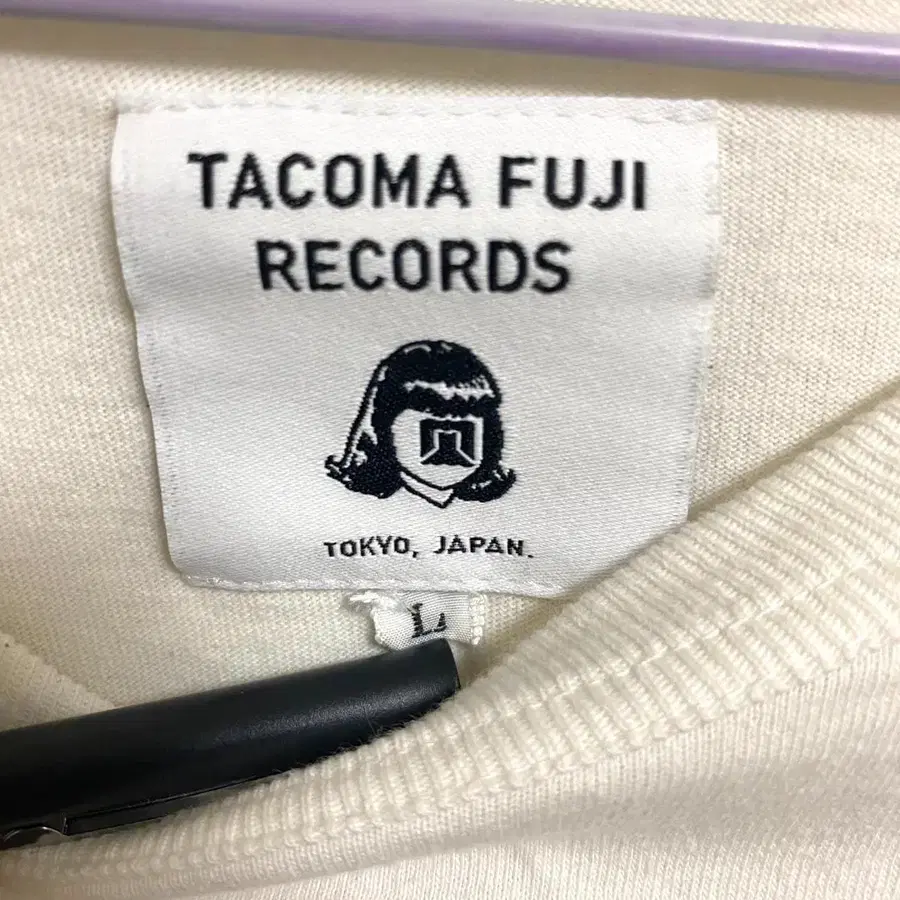 TACOMA FUJI
RECORDS
TOKYO, JAPAN.
L